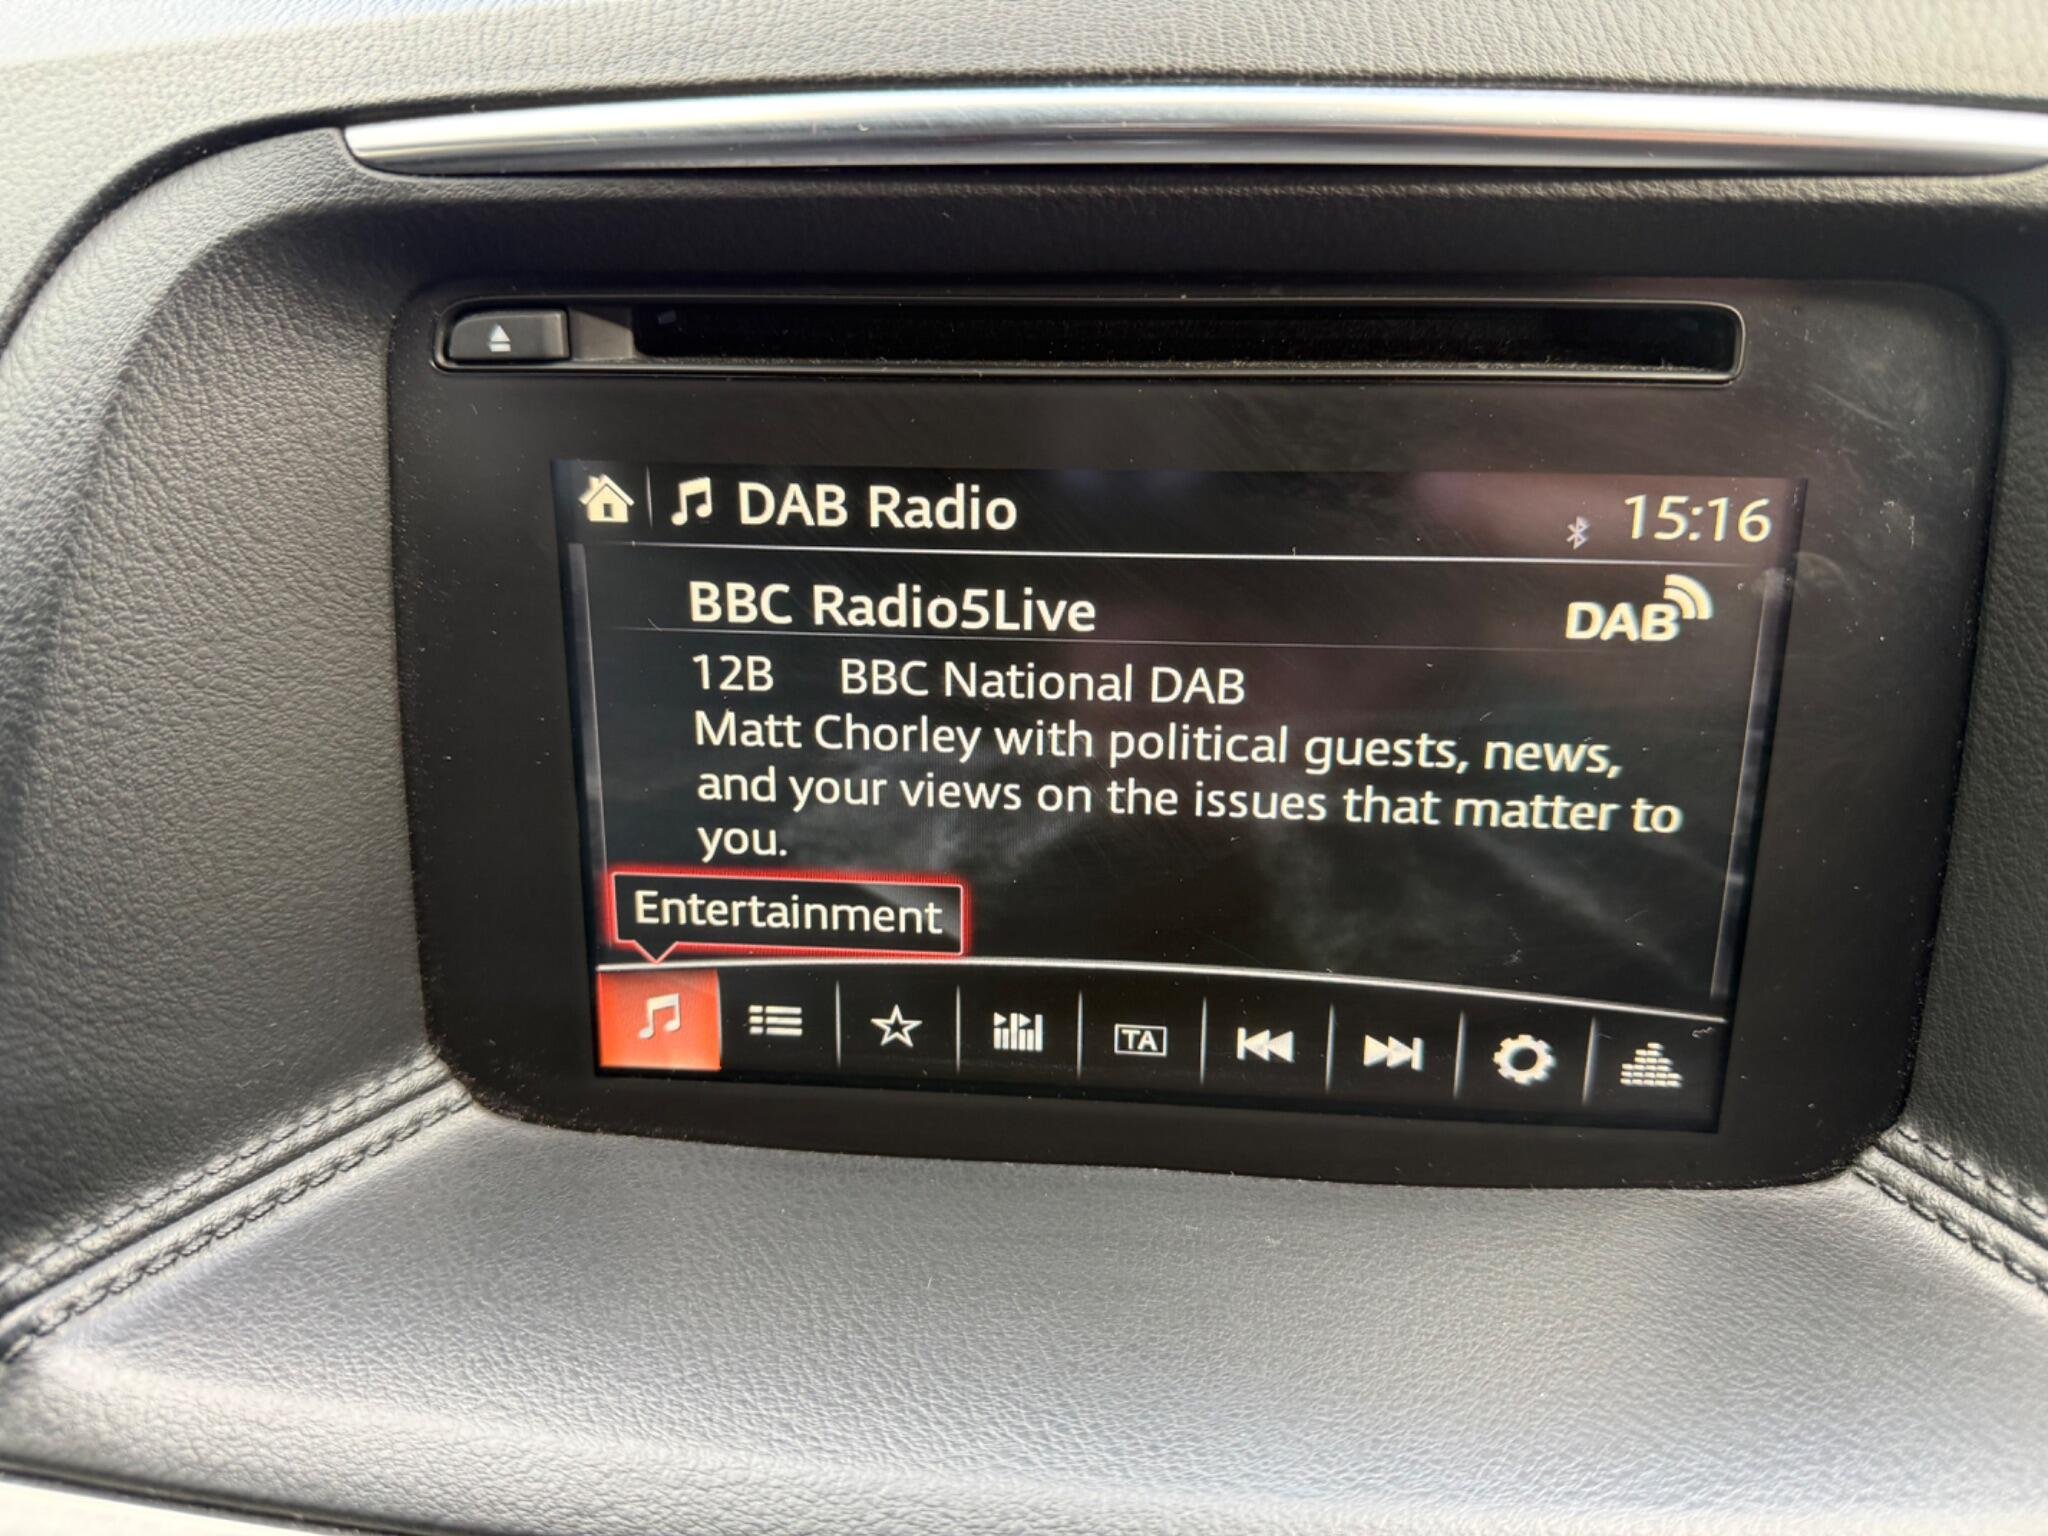 DAB Radio
15:16
BBC Radio5Live
DAB
12B BBC National DAB
Matt Chorley with political guests, news,
and your views on the issues that matter to
you.
Entertainment
TA